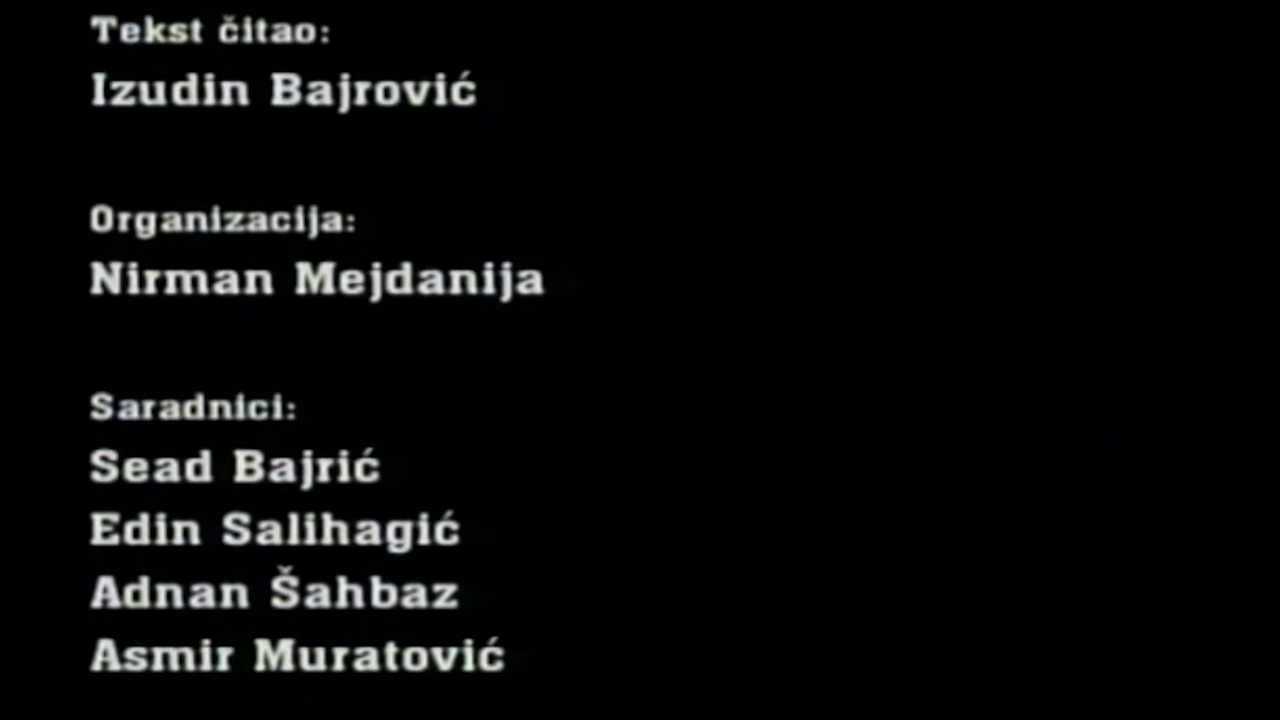 Tekst čitao:
Izudin Bajrović
Organizacija:
Nirman Mejdanija
Saradnici:
Sead Bajrić
Edin Salihagić
Adnan Šahbaz
Asmir Muratović